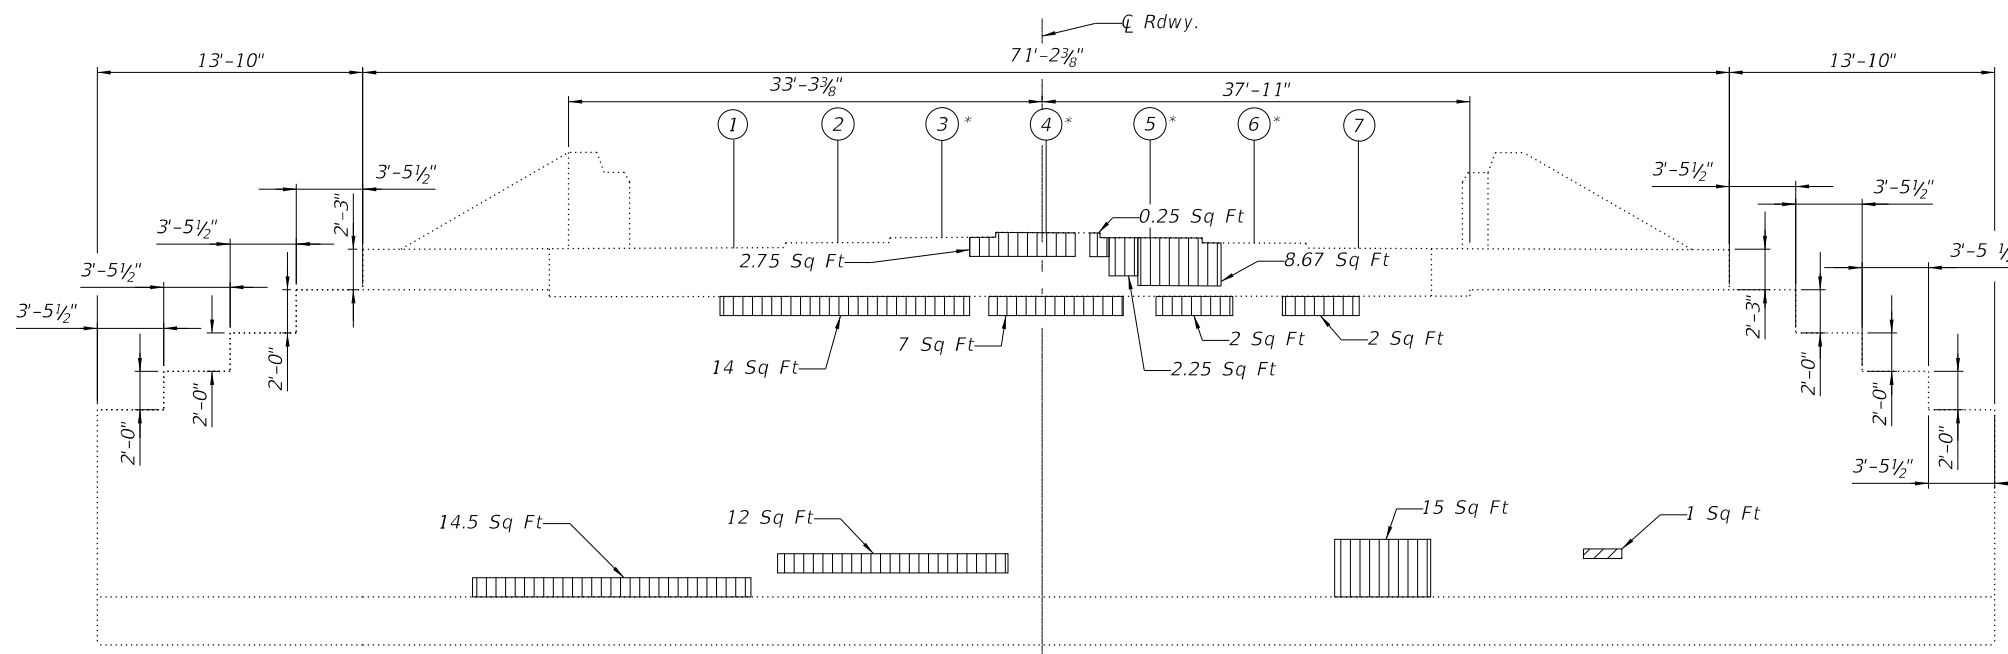 ℄ Rdwy.
13'-10"
71'-2⅜"
13'-10"
33'-3⅜"
37'-11"
1
2
3 *
4 *
5 *
6 *
7
3'-5½"
3'-5½"
3'-5½"
3'-5½"
2'-3"
0.25 Sq Ft
3'-5½"
3'-5½"
2.75 Sq Ft
8.67 Sq Ft
3'-5
3'-5½"
2'-3"
14 Sq Ft
7 Sq Ft
2 Sq Ft
2 Sq Ft
2.25 Sq Ft
2'-0"
2'-0"
2'-0"
2'-0"
2'-0"
2'-0"
3'-5½"
14.5 Sq Ft
12 Sq Ft
15 Sq Ft
1 Sq Ft